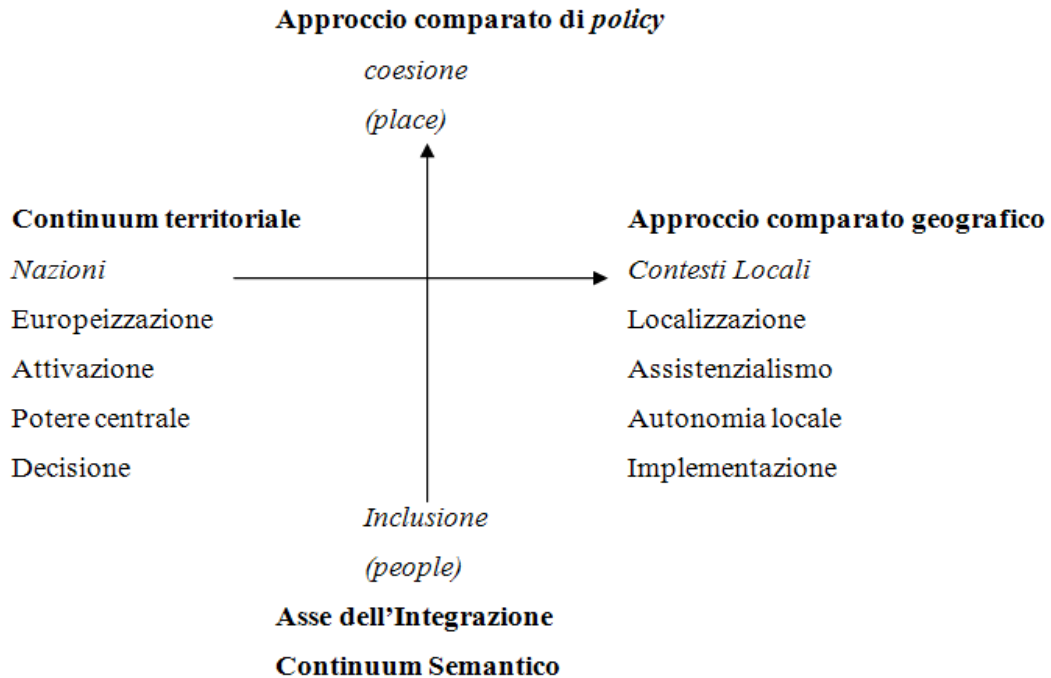 Approccio comparato di policy
coesione
(place)
Continuum territoriale
Approccio comparato geografico
Nazioni
Contesti Locali
Europeizzazione
Localizzazione
Attivazione
Assistenzialismo
Potere centrale
Autonomia locale
Decisione
Implementazione
Inclusione
(people)
Asse dell’Integrazione
Continuum Semantico